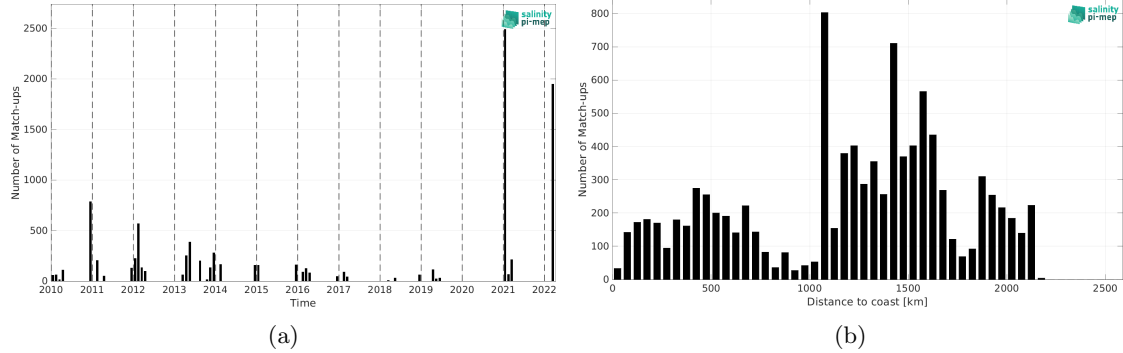 salinity
pi-mep
2500
2000
1500
1000
500
0
Number of Match-ups
2010 2011 2012 2013 2014 2015 2016 2017 2018 2019 2020 2021 2022
Time
(a)
salinity
pi-mep
800
700
600
500
400
300
200
100
0
Number of Match-ups
0 500 1000 1500 2000 2500
Distance to coast [km]
(b)